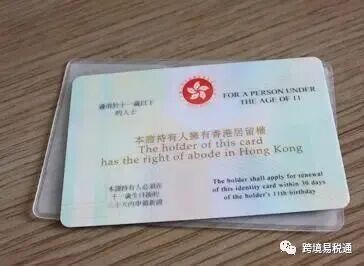 適用於十一歲以下
的人士
FOR A PERSON UNDER
THE AGE OF 11
本證持有人擁有香港居留權
The holder of this card
has the right of abode in Hong Kong
本證持有人必須在
十一歲生日後的
三十天內申領新證
The holder shall apply for renewal
of this identity card within 30 days
of the holder's 11th birthday
跨境易税通